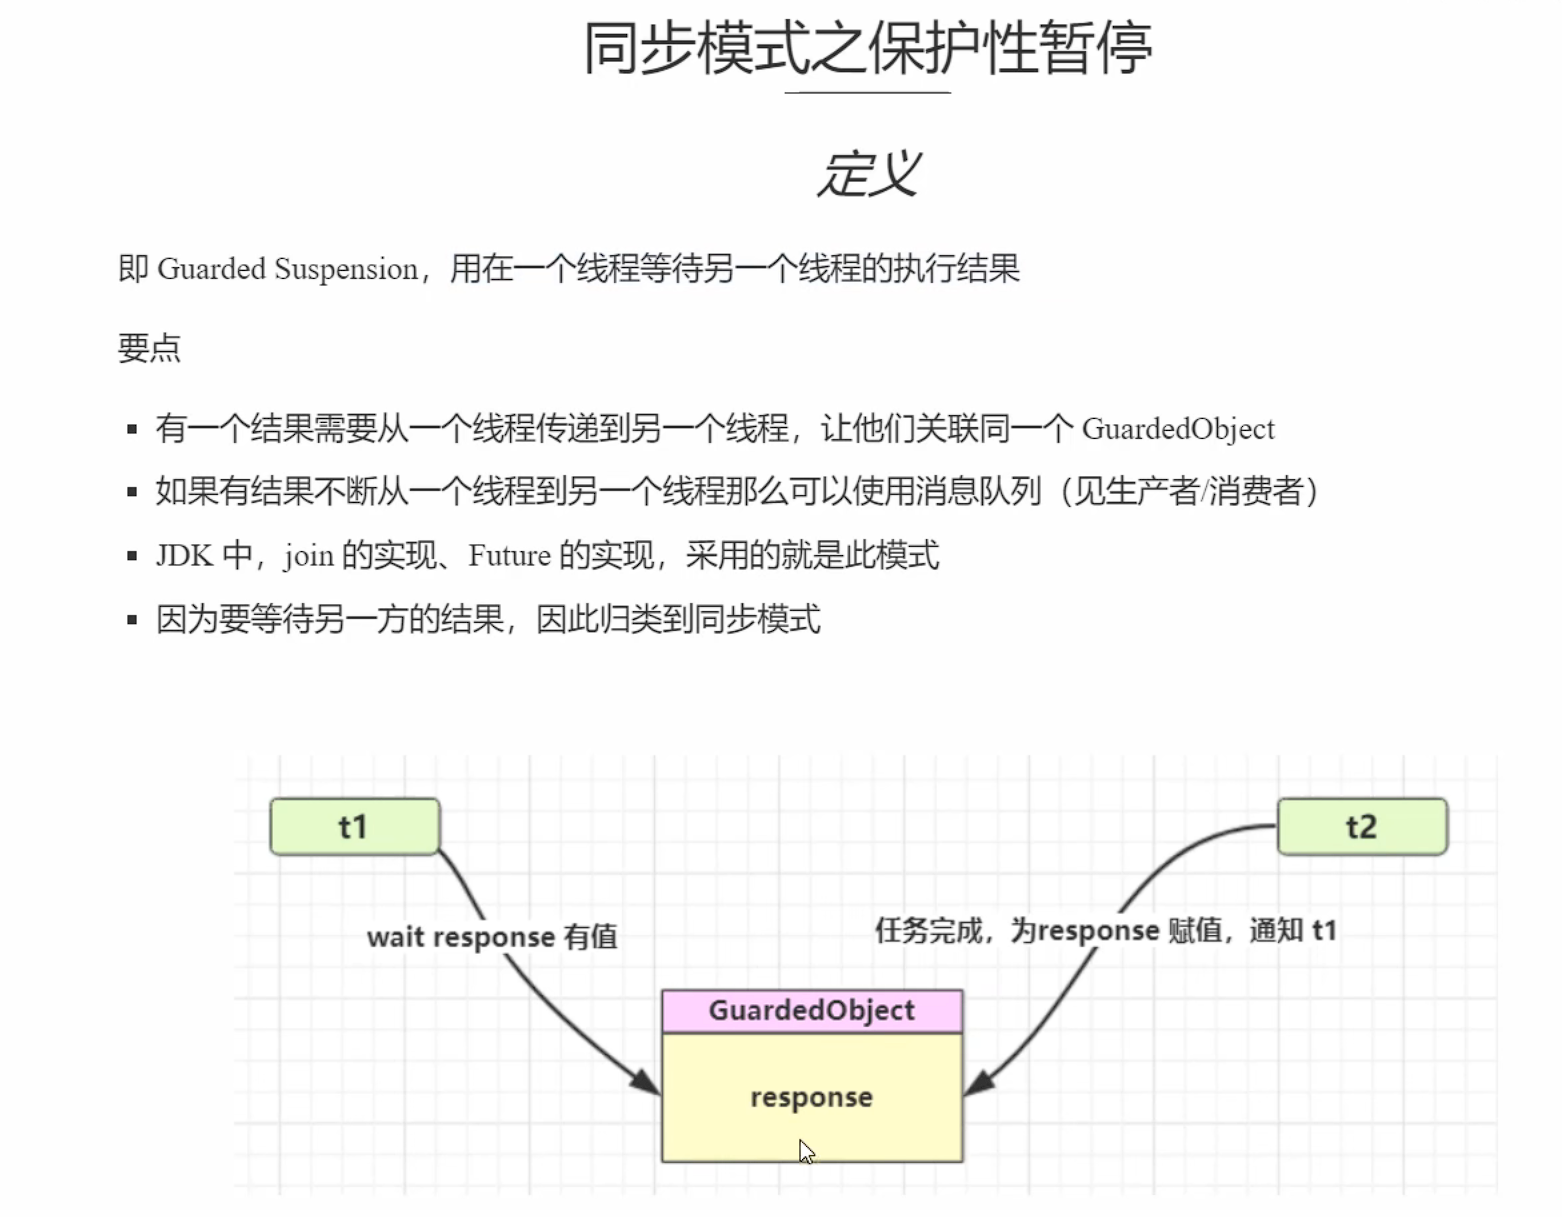 同步模式之保护性暂停
定义
即 Guarded Suspension，用在一个线程等待另一个线程的执行结果
要点
有一个结果需要从一个线程传递到另一个线程，让他们关联同一个 GuardedObject
如果有结果不断从一个线程到另一个线程那么可以使用消息队列（见生产者/消费者）
JDK 中，join 的实现、Future 的实现，采用的就是此模式
因为要等待另一方的结果，因此归类到同步模式
t1
t2
wait response 有值
任务完成，为response 赋值，通知 t1
GuardedObject
response